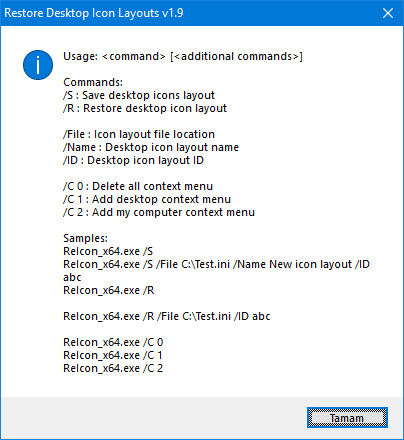 Restore Desktop Icon Layouts v1.9
Usage: <command> [<additional commands>]
Commands:
/S : Save desktop icons layout
/R : Restore desktop icon layout
/File : Icon layout file location
/Name : Desktop icon layout name
/ID : Desktop icon layout ID
/C 0 : Delete all context menu
/C 1 : Add desktop context menu
/C 2 : Add my computer context menu
Samples:
ReIcon_x64.exe /S
ReIcon_x64.exe /S /File C:\Test.ini /Name New icon layout /ID
abc
ReIcon_x64.exe /R
ReIcon_x64.exe /R /File C:\Test.ini /ID abc
ReIcon_x64.exe /C 0
ReIcon_x64.exe /C 1
ReIcon_x64.exe /C 2
Tamam